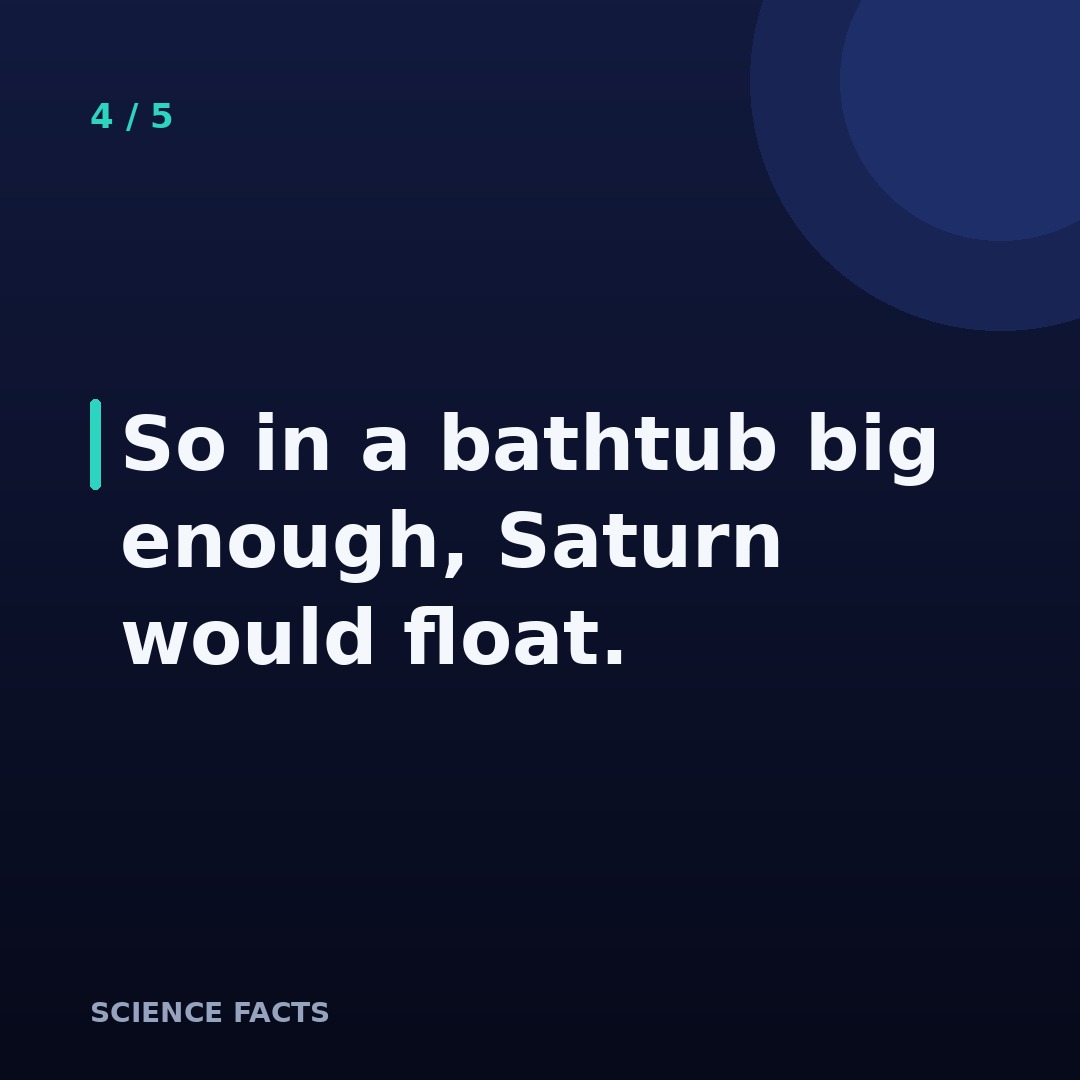 4 / 5
So in a bathtub big
enough, Saturn
would float.
SCIENCE FACTS